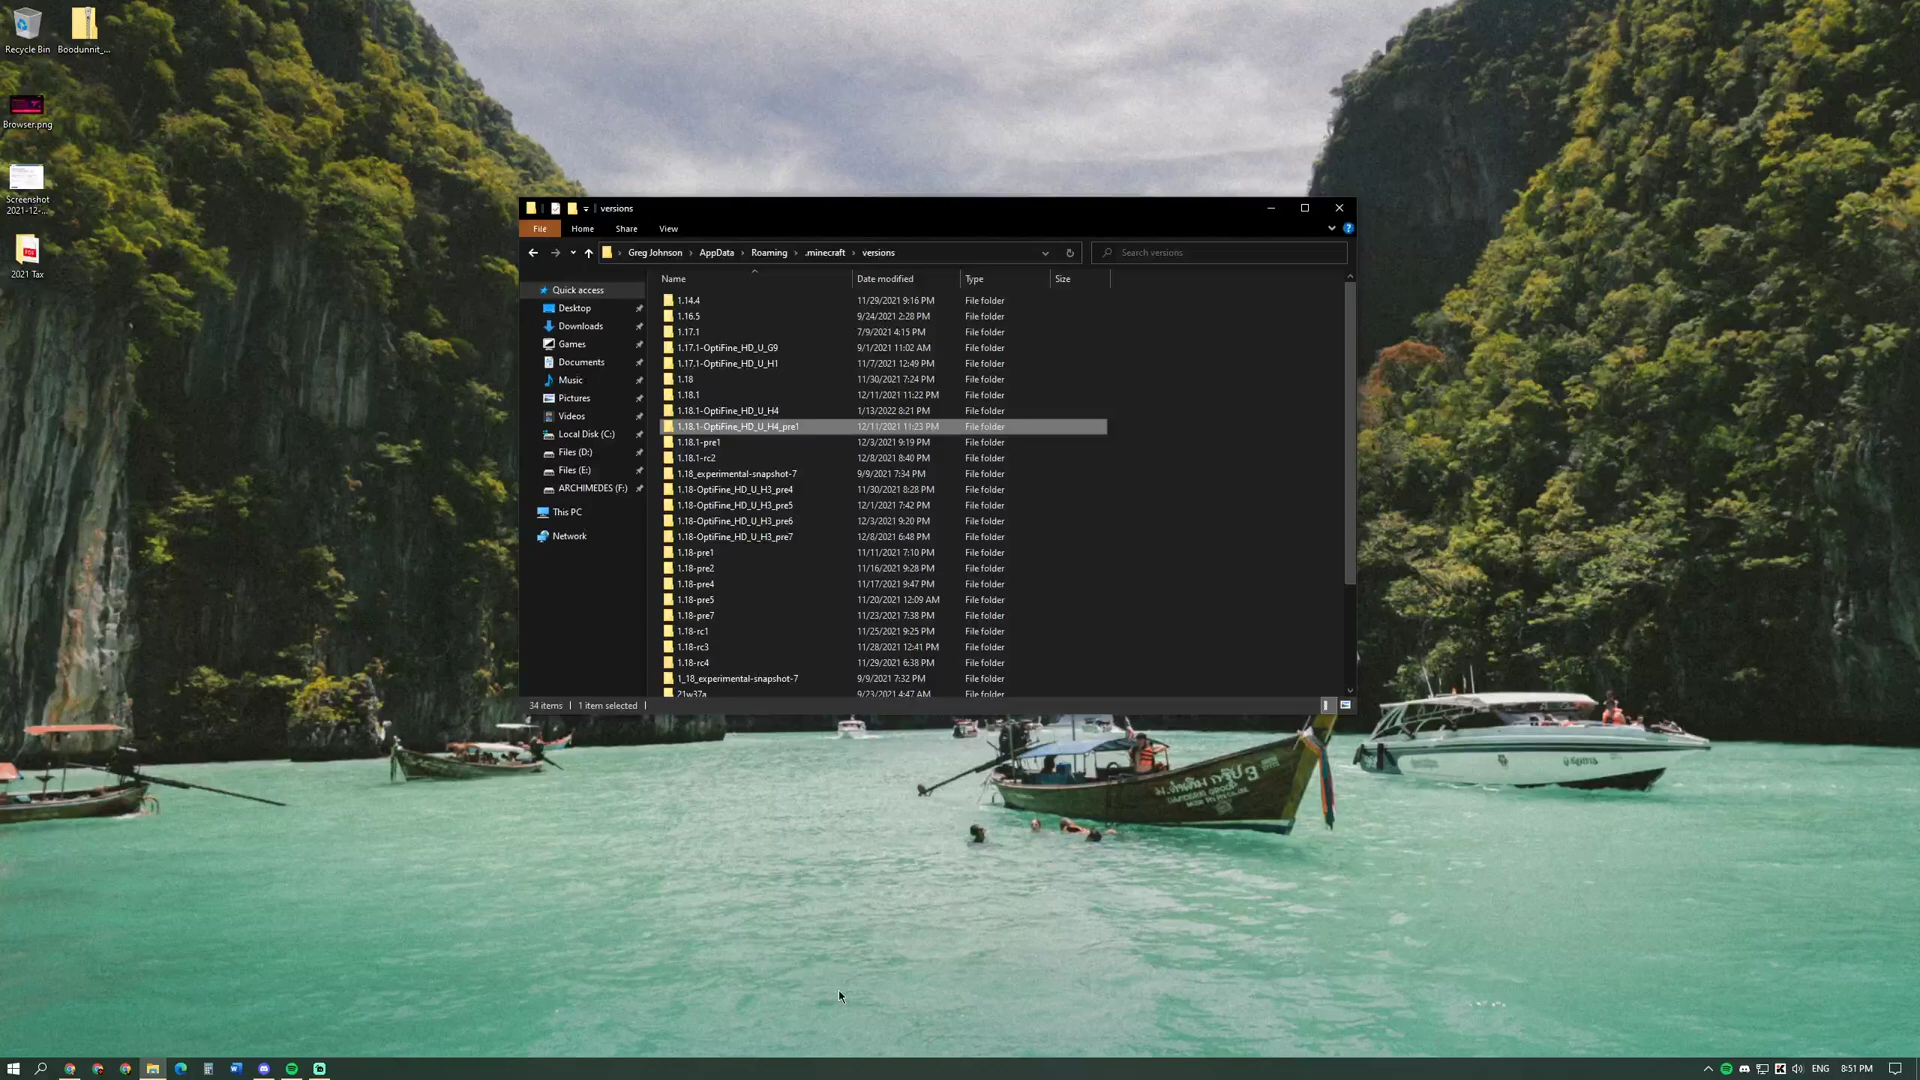 Recycle Bin
Boodunnit_...
Browser.png
Screenshot
2021-12-...
2021 Tax
versions
File Home Share View
Greg Johnson > AppData > Roaming > .minecraft > versions
Search versions
Name Date modified Type Size
Quick access
Desktop
Downloads
Games
Documents
Music
Pictures
Videos
Local Disk (C:)
Files (D:)
Files (E:)
ARCHIMEDES (F:)
This PC
Network
1.14.4 11/29/2021 9:16 PM File folder
1.16.5 9/24/2021 2:28 PM File folder
1.17.1 7/9/2021 4:15 PM File folder
1.17.1-OptiFine_HD_U_G9 9/1/2021 11:02 AM File folder
1.17.1-OptiFine_HD_U_H1 11/7/2021 12:49 PM File folder
1.18 11/30/2021 7:24 PM File folder
1.18.1 12/11/2021 11:22 PM File folder
1.18.1-OptiFine_HD_U_H4 1/13/2022 8:21 PM File folder
1.18.1-OptiFine_HD_U_H4_pre1 12/11/2021 11:23 PM File folder
1.18.1-pre1 12/3/2021 9:19 PM File folder
1.18.1-rc2 12/8/2021 8:40 PM File folder
1.18_experimental-snapshot-7 9/9/2021 7:34 PM File folder
1.18-OptiFine_HD_U_H3_pre4 11/30/2021 8:28 PM File folder
1.18-OptiFine_HD_U_H3_pre5 12/1/2021 7:42 PM File folder
1.18-OptiFine_HD_U_H3_pre6 12/3/2021 9:20 PM File folder
1.18-OptiFine_HD_U_H3_pre7 12/8/2021 6:48 PM File folder
1.18-pre1 11/11/2021 7:10 PM File folder
1.18-pre2 11/16/2021 9:28 PM File folder
1.18-pre4 11/17/2021 9:47 PM File folder
1.18-pre5 11/20/2021 12:09 AM File folder
1.18-pre7 11/23/2021 7:38 PM File folder
1.18-rc1 11/25/2021 9:25 PM File folder
1.18-rc3 11/28/2021 12:41 PM File folder
1.18-rc4 11/29/2021 6:38 PM File folder
1_18_experimental-snapshot-7 9/9/2021 7:32 PM File folder
21w37a 9/23/2021 4:47 AM File folder
34 items 1 item selected
ENG 8:51 PM